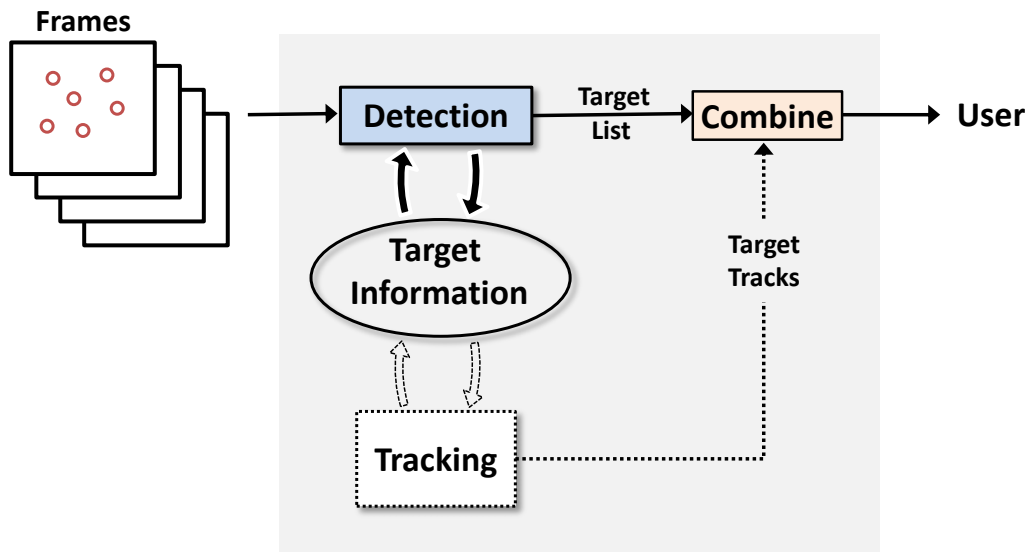 Frames
Detection
Target
List
Combine
User
Target
Information
Target
Tracks
Tracking